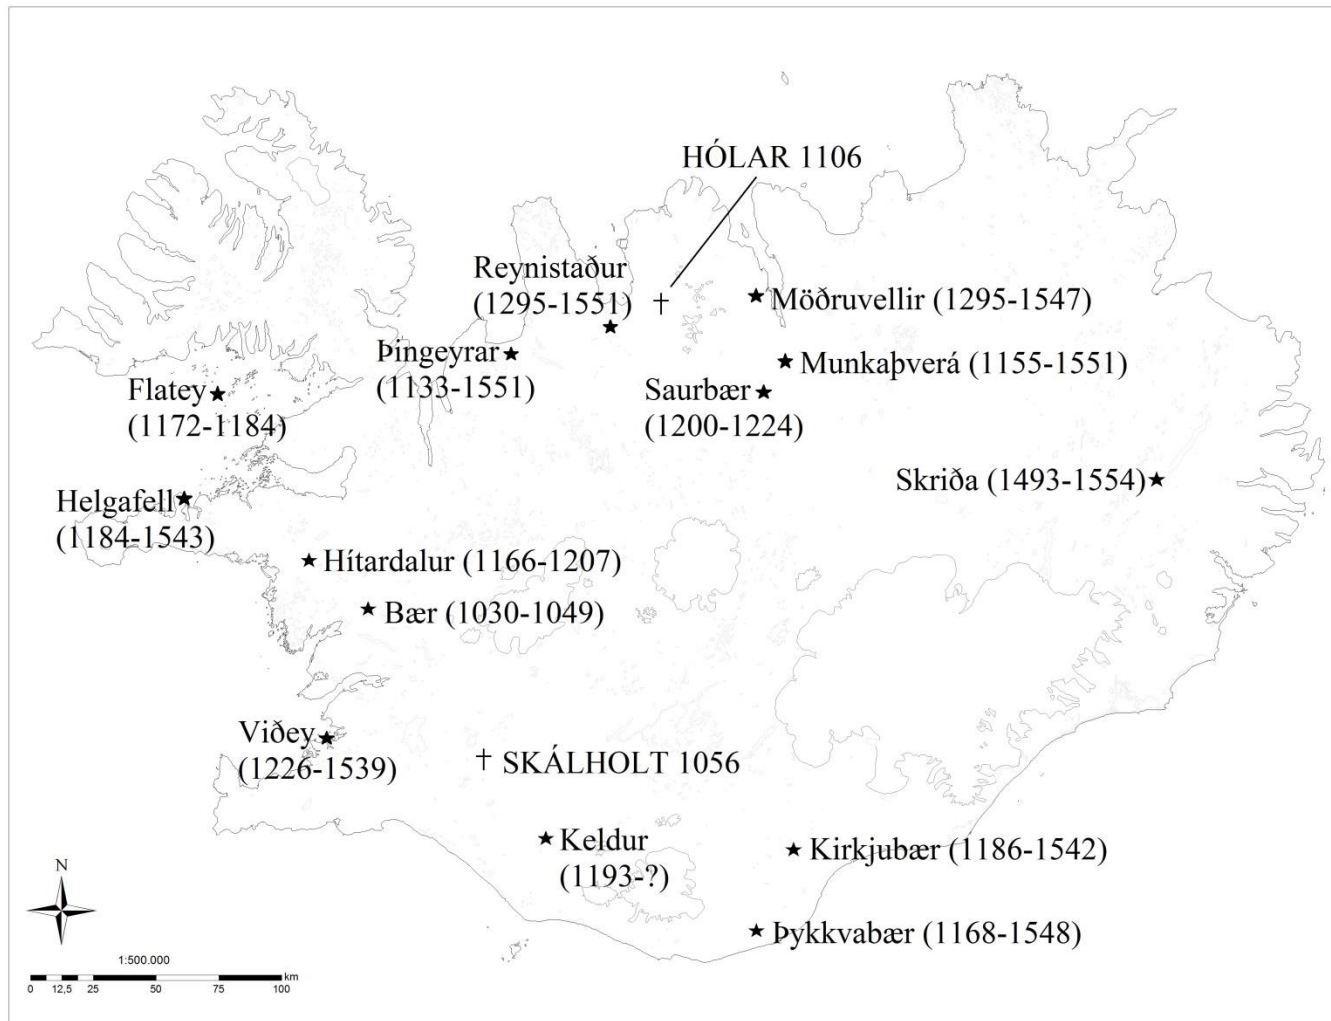 HÓLAR 1106
Reynistaður
(1295-1551)
Möðruvellir (1295-1547)
Þingeyrar
(1133-1551)
Munkaþverá (1155-1551)
Flatey
(1172-1184)
Saurbær
(1200-1224)
Skriða (1493-1554)
Helgafell
(1184-1543)
Hítardalur (1166-1207)
Bær (1030-1049)
Viðey
(1226-1539)
SKÁLHOLT 1056
Keldur
(1193-?)
Kirkjubær (1186-1542)
Þykkvabær (1168-1548)
N
1:500.000
km
0 12,5 25 50 75 100